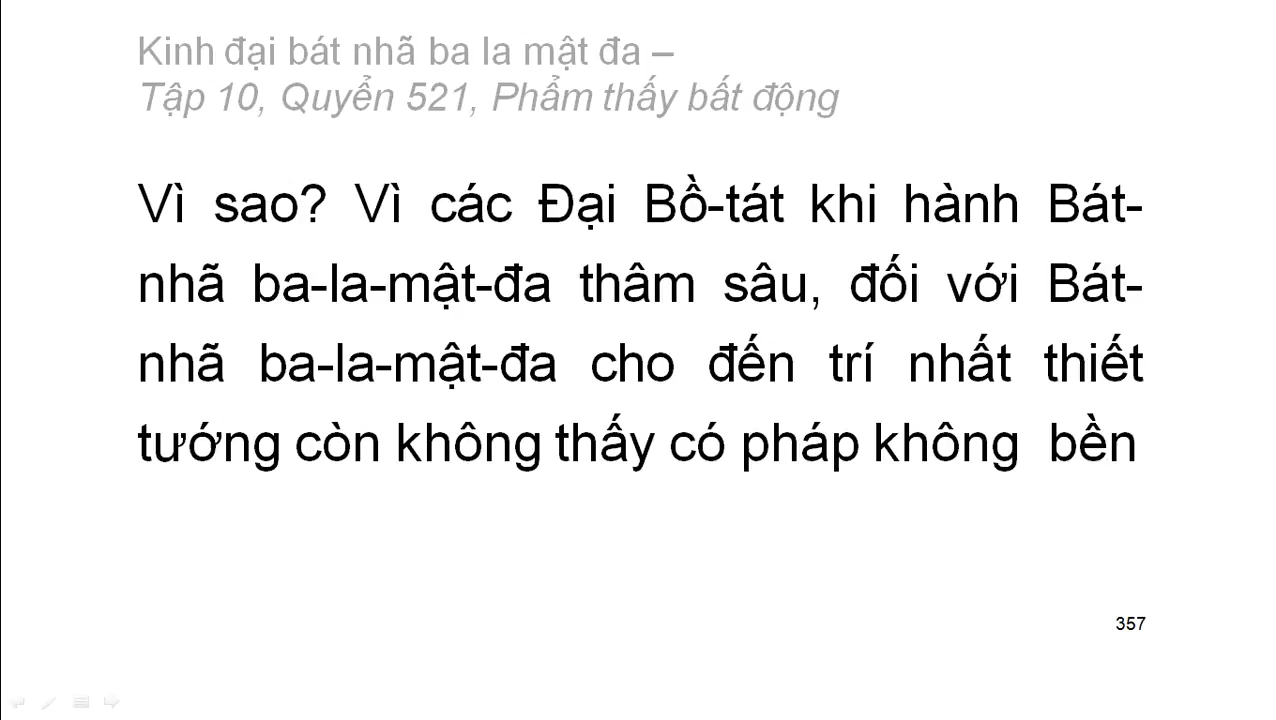 Kinh đại bát nhã ba la mật đa –
Tập 10, Quyển 521, Phẩm thấy bất động
Vì sao? Vì các Đại Bồ-tát khi hành Bát-
nhã ba-la-mật-đa thâm sâu, đối với Bát-
nhã ba-la-mật-đa cho đến trí nhất thiết
tướng còn không thấy có pháp không bền
357